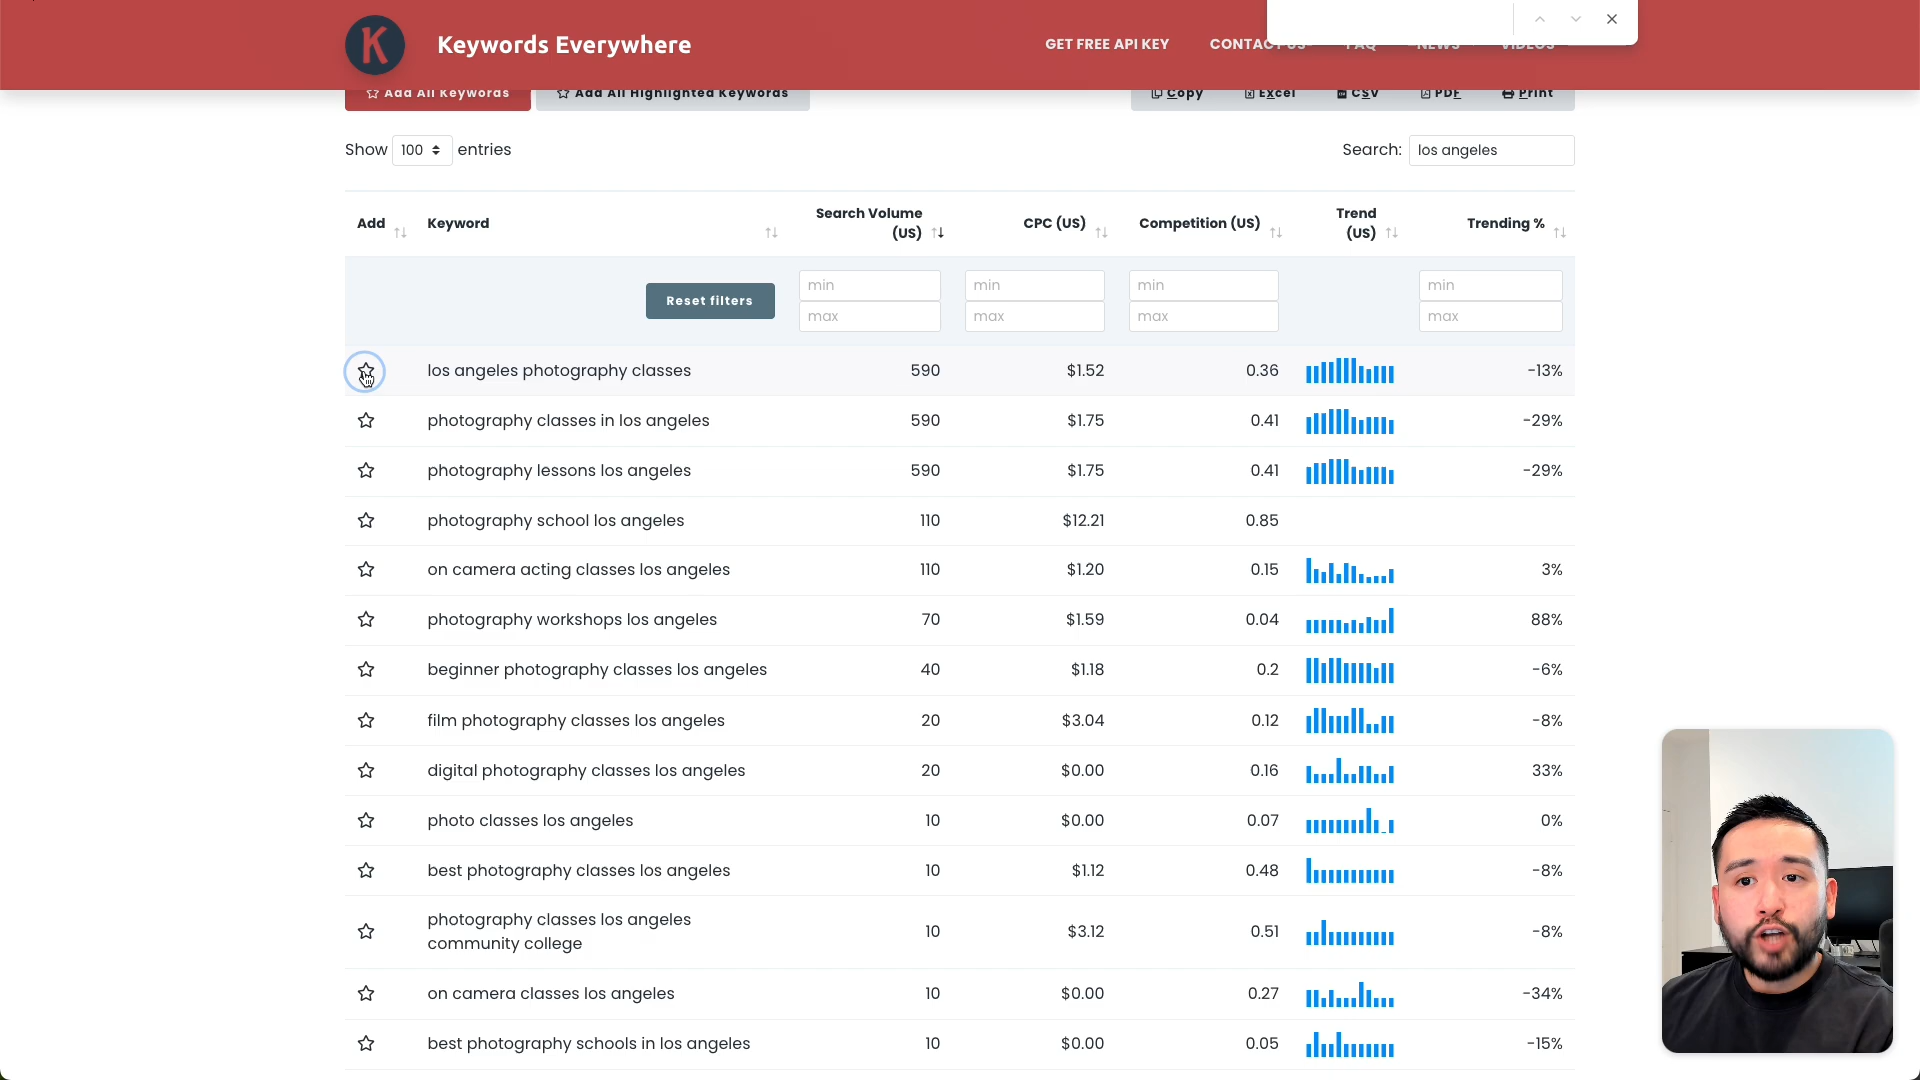 K Keywords Everywhere
GET FREE API KEY
CONTACT US
FAQ
NEWS
VIDEOS
Add All Keywords
Add All Highlighted Keywords
Copy
Excel
CSV
PDF
Print
Show 100 entries
Search: los angeles
Add
Keyword
Search Volume
(US)
CPC (US)
Competition (US)
Trend
(US)
Trending %
Reset filters
min
min
min
min
max
max
max
max
los angeles photography classes 590 $1.52 0.36 -13%
photography classes in los angeles 590 $1.75 0.41 -29%
photography lessons los angeles 590 $1.75 0.41 -29%
photography school los angeles 110 $12.21 0.85
on camera acting classes los angeles 110 $1.20 0.15 3%
photography workshops los angeles 70 $1.59 0.04 88%
beginner photography classes los angeles 40 $1.18 0.2 -6%
film photography classes los angeles 20 $3.04 0.12 -8%
digital photography classes los angeles 20 $0.00 0.16 33%
photo classes los angeles 10 $0.00 0.07 0%
best photography classes los angeles 10 $1.12 0.48 -8%
photography classes los angeles
community college 10 $3.12 0.51 -8%
on camera classes los angeles 10 $0.00 0.27 -34%
best photography schools in los angeles 10 $0.00 0.05 -15%